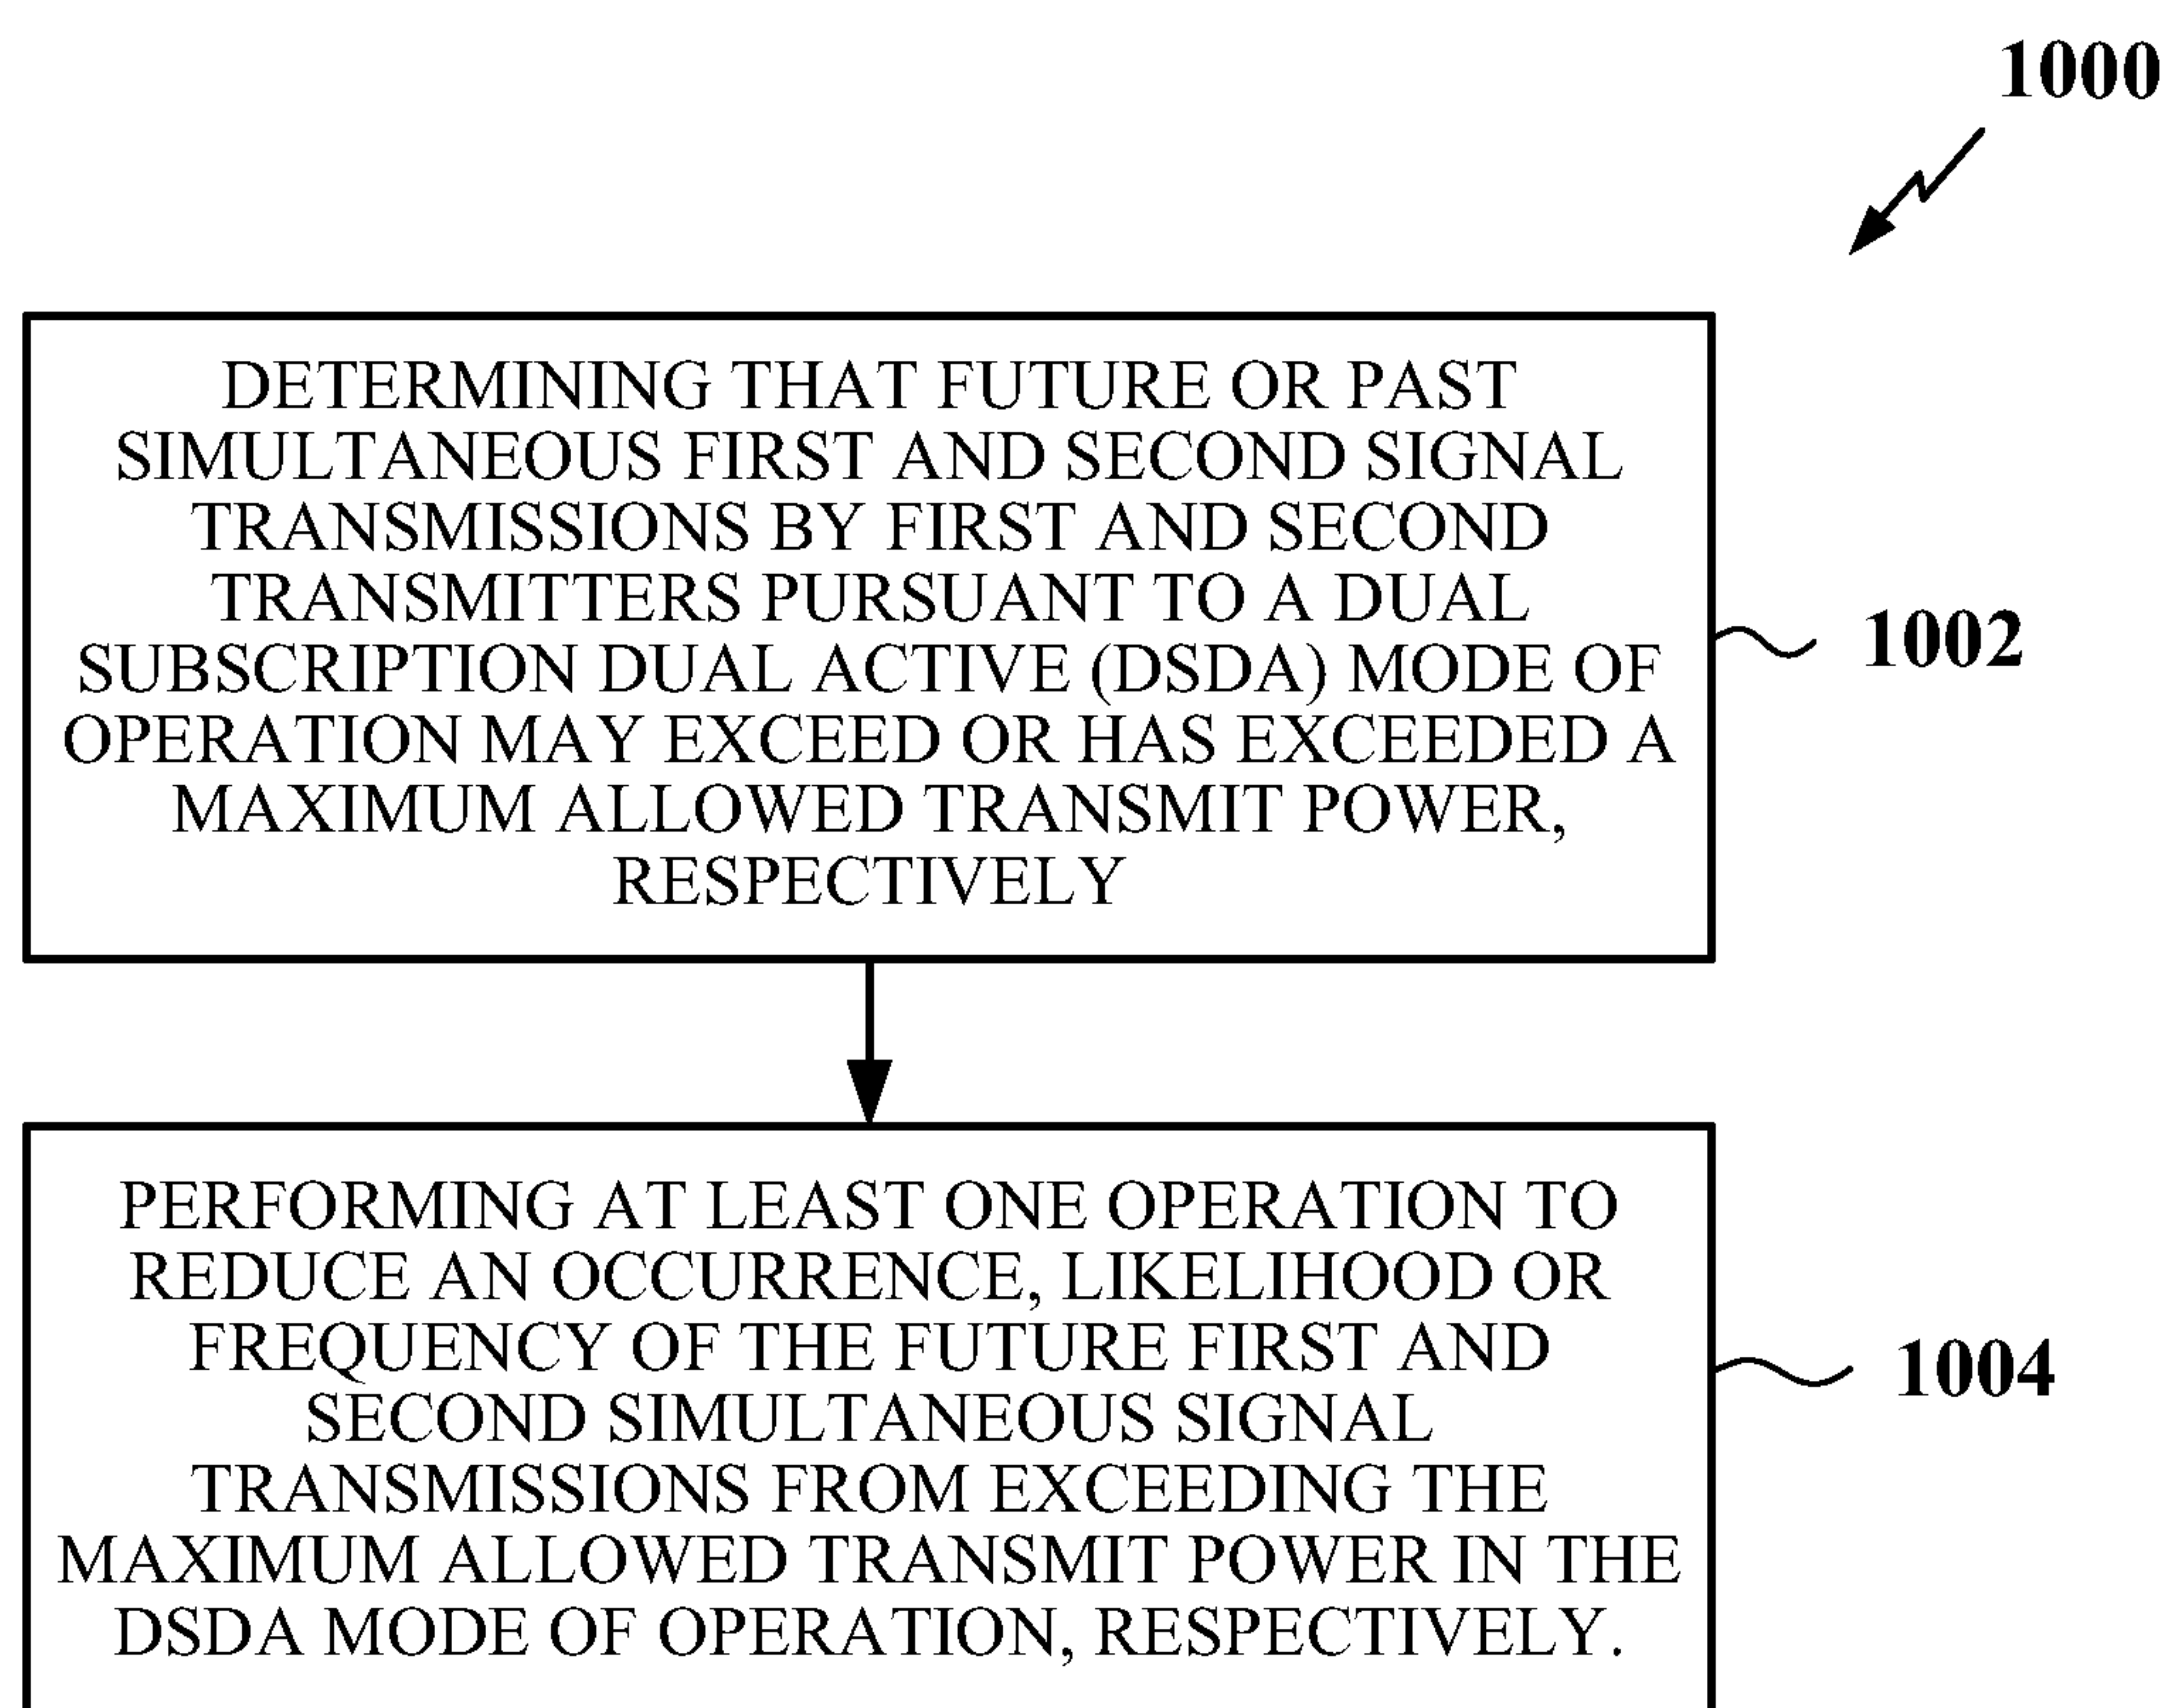 1000
DETERMINING THAT FUTURE OR PAST
SIMULTANEOUS FIRST AND SECOND SIGNAL
TRANSMISSIONS BY FIRST AND SECOND
TRANSMITTERS PURSUANT TO A DUAL
SUBSCRIPTION DUAL ACTIVE (DSDA) MODE OF
OPERATION MAY EXCEED OR HAS EXCEEDED A
MAXIMUM ALLOWED TRANSMIT POWER,
RESPECTIVELY
1002
PERFORMING AT LEAST ONE OPERATION TO
REDUCE AN OCCURRENCE, LIKELIHOOD OR
FREQUENCY OF THE FUTURE FIRST AND
SECOND SIMULTANEOUS SIGNAL
TRANSMISSIONS FROM EXCEEDING THE
MAXIMUM ALLOWED TRANSMIT POWER IN THE
DSDA MODE OF OPERATION, RESPECTIVELY.
1004